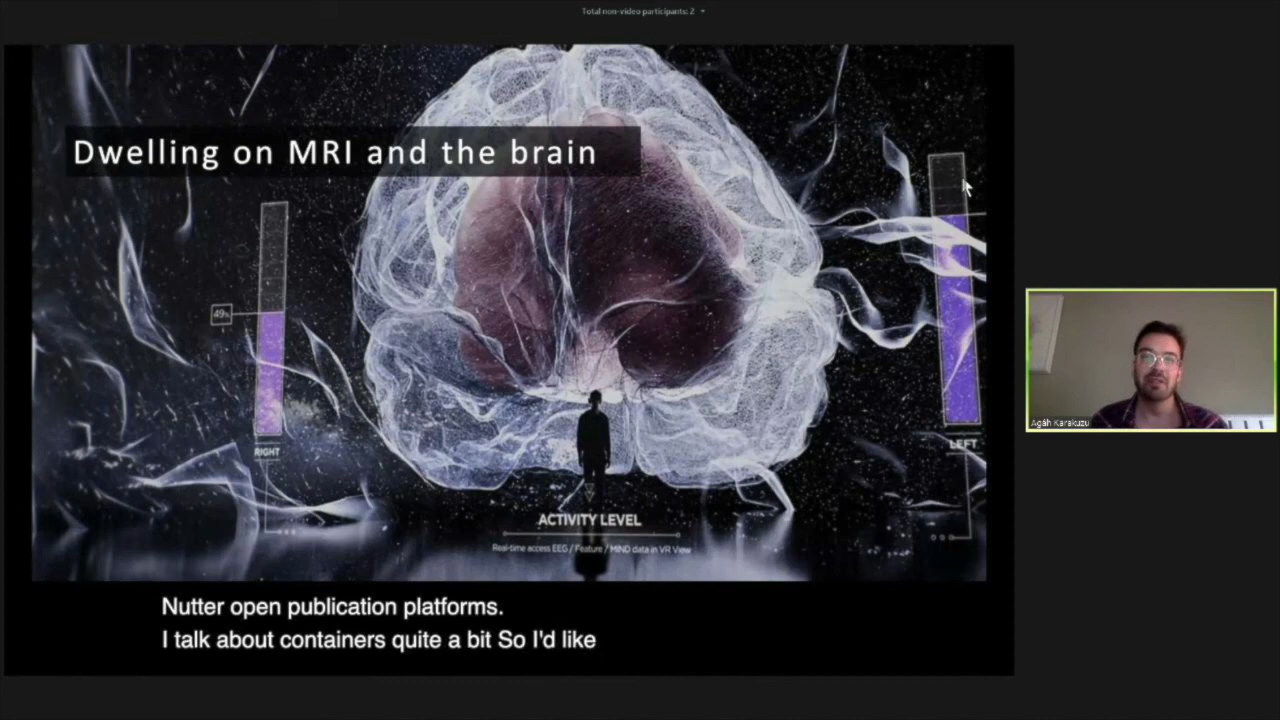 Total non-video participants: 2
Dwelling on MRI and the brain
49%
RIGHT
LEFT
ACTIVITY LEVEL
Real-time access EEG / Feature / MIND data in VR View
Agâh Karakuzu
Nutter open publication platforms.
I talk about containers quite a bit So I'd like